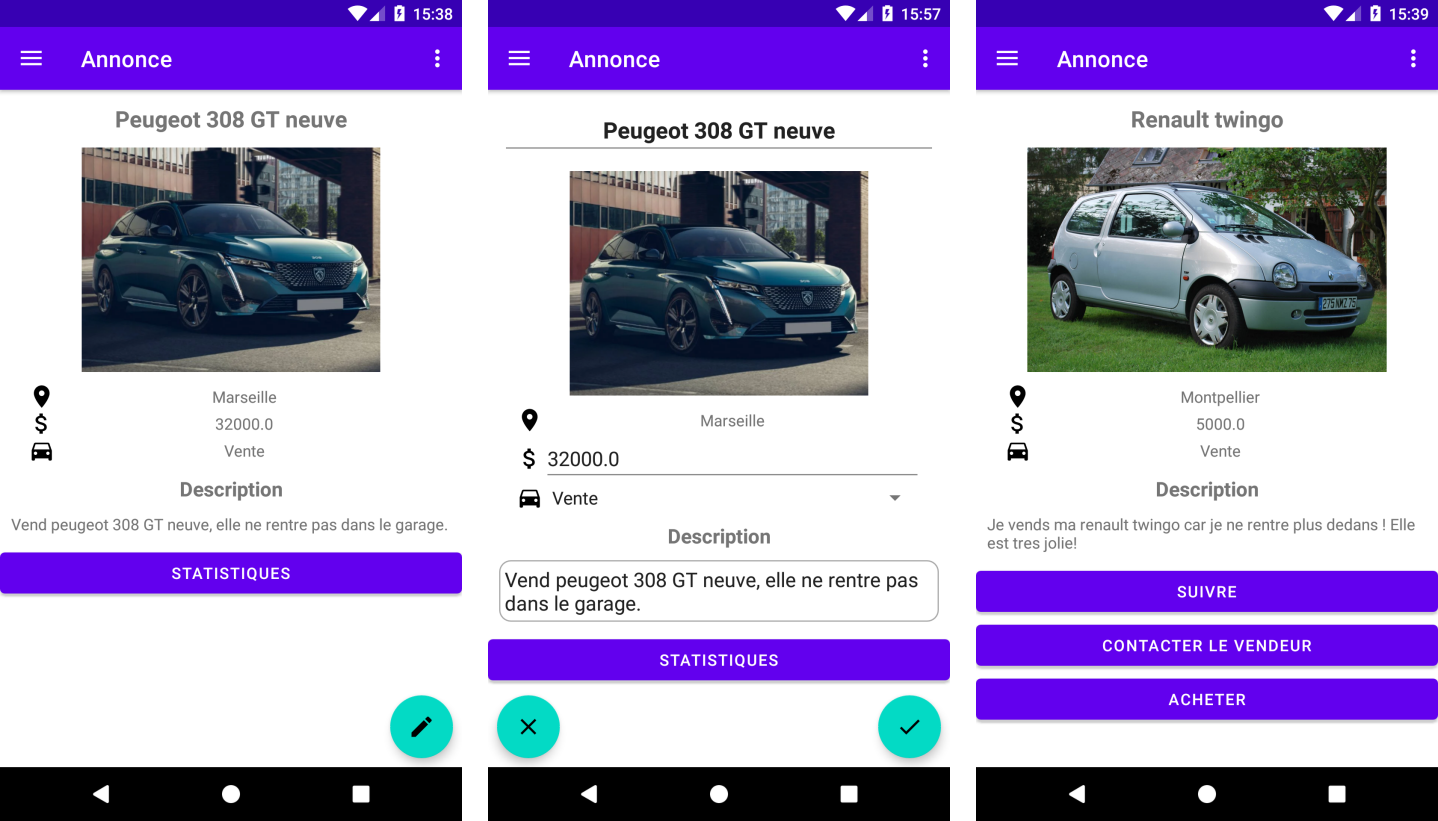 15:38
Annonce
Peugeot 308 GT neuve
Marseille
32000.0
Vente
Description
Vend peugeot 308 GT neuve, elle ne rentre pas dans le garage.
STATISTIQUES
15:57
Annonce
Peugeot 308 GT neuve
Marseille
32000.0
Vente
Description
Vend peugeot 308 GT neuve, elle ne rentre pas
dans le garage.
STATISTIQUES
15:39
Annonce
Renault twingo
275 NMZ 75
Montpellier
5000.0
Vente
Description
Je vends ma renault twingo car je ne rentre plus dedans ! Elle
est tres jolie!
SUIVRE
CONTACTER LE VENDEUR
ACHETER